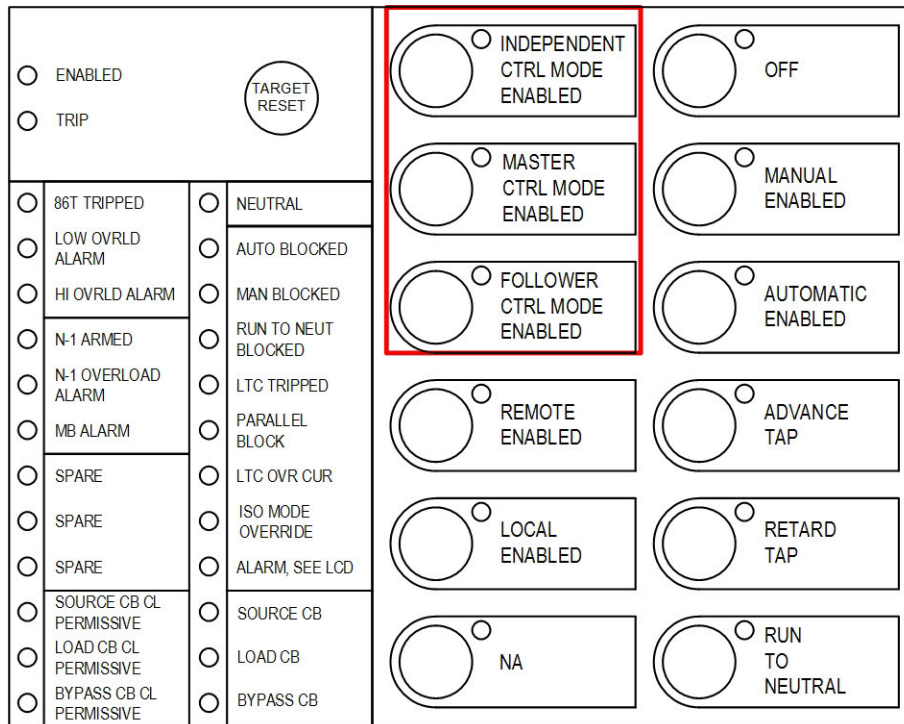 ENABLED
TRIP
TARGET
RESET
86T TRIPPED
LOW OVRLD
ALARM
HI OVRLD ALARM
N-1 ARMED
N-1 OVERLOAD
ALARM
MB ALARM
SPARE
SPARE
SPARE
SOURCE CB CL
PERMISSIVE
LOAD CB CL
PERMISSIVE
BYPASS CB CL
PERMISSIVE
NEUTRAL
AUTO BLOCKED
MAN BLOCKED
RUN TO NEUT
BLOCKED
LTC TRIPPED
PARALLEL
BLOCK
LTC OVR CUR
ISO MODE
OVERRIDE
ALARM, SEE LCD
SOURCE CB
LOAD CB
BYPASS CB
INDEPENDENT
CTRL MODE
ENABLED
MASTER
CTRL MODE
ENABLED
FOLLOWER
CTRL MODE
ENABLED
REMOTE
ENABLED
LOCAL
ENABLED
NA
OFF
MANUAL
ENABLED
AUTOMATIC
ENABLED
ADVANCE
TAP
RETARD
TAP
RUN
TO
NEUTRAL